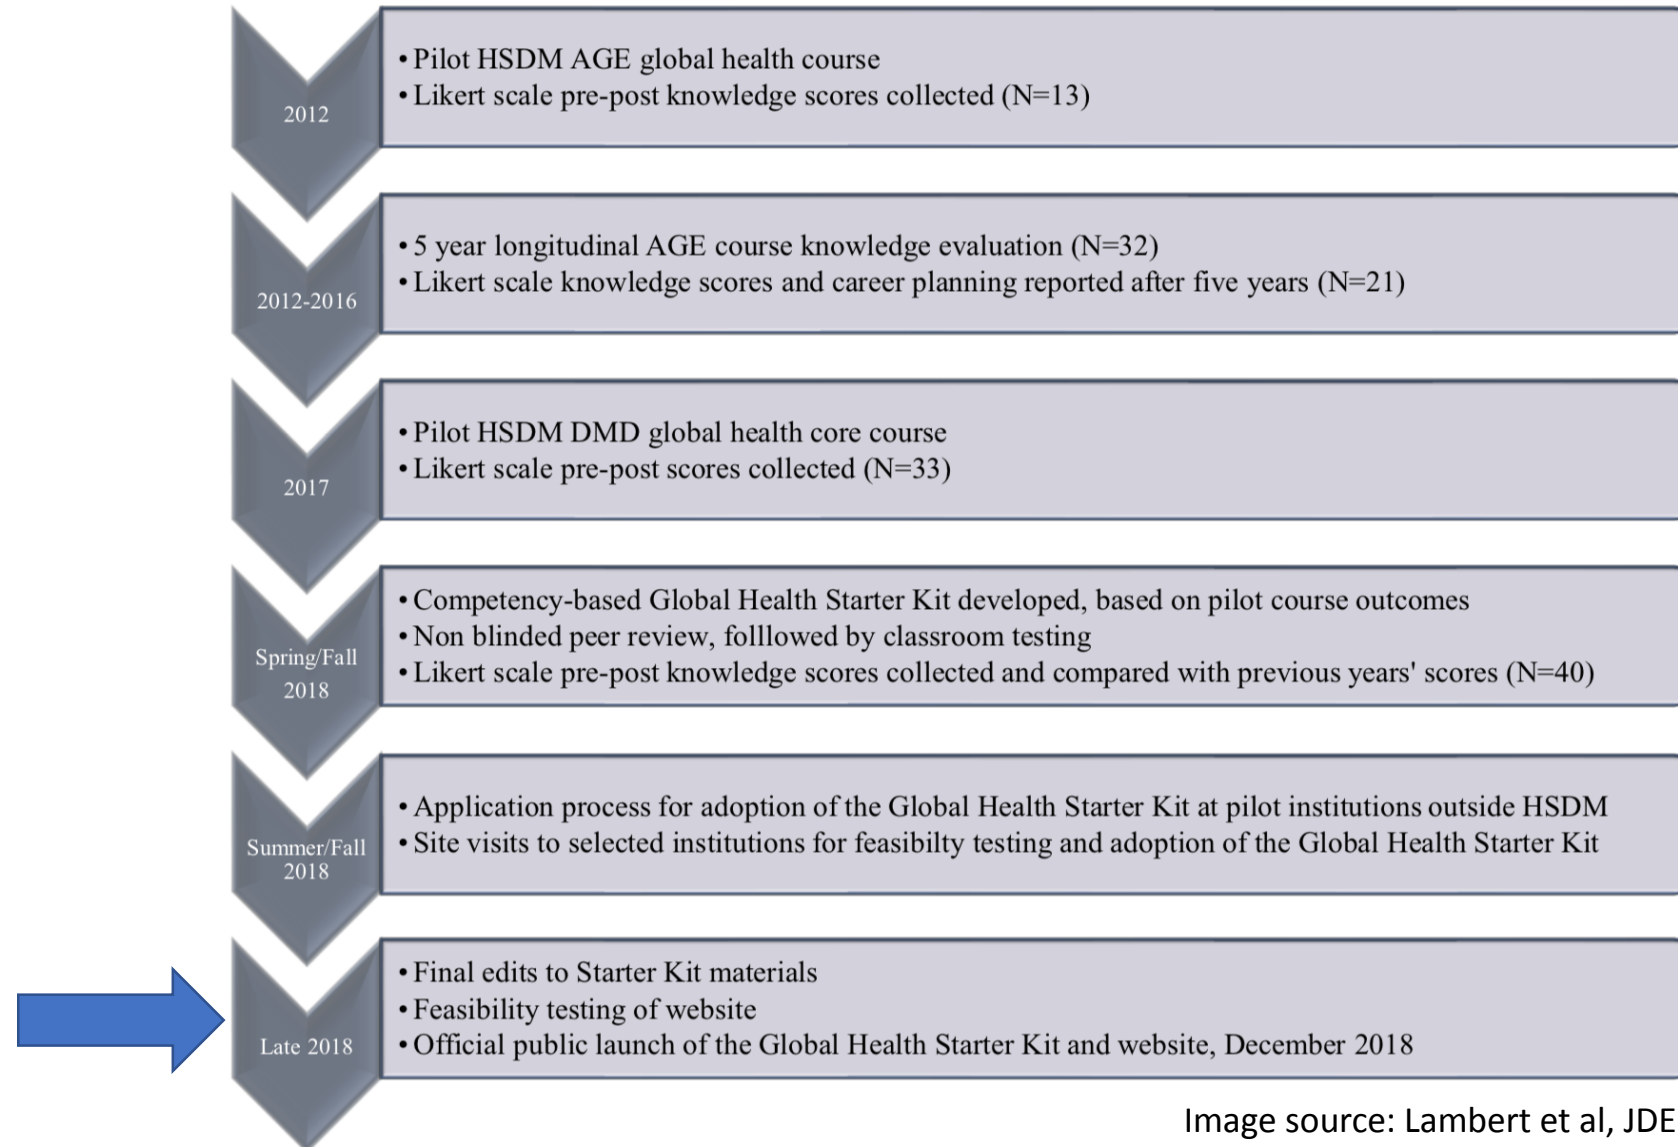 2012
• Pilot HSDM AGE global health course
• Likert scale pre-post knowledge scores collected (N=13)
2012-2016
• 5 year longitudinal AGE course knowledge evaluation (N=32)
• Likert scale knowledge scores and career planning reported after five years (N=21)
2017
• Pilot HSDM DMD global health core course
• Likert scale pre-post scores collected (N=33)
Spring/Fall
2018
• Competency-based Global Health Starter Kit developed, based on pilot course outcomes
• Non blinded peer review, folllowed by classroom testing
• Likert scale pre-post knowledge scores collected and compared with previous years' scores (N=40)
Summer/Fall
2018
• Application process for adoption of the Global Health Starter Kit at pilot institutions outside HSDM
• Site visits to selected institutions for feasibilty testing and adoption of the Global Health Starter Kit
Late 2018
• Final edits to Starter Kit materials
• Feasibility testing of website
• Official public launch of the Global Health Starter Kit and website, December 2018
Image source: Lambert et al, JDE